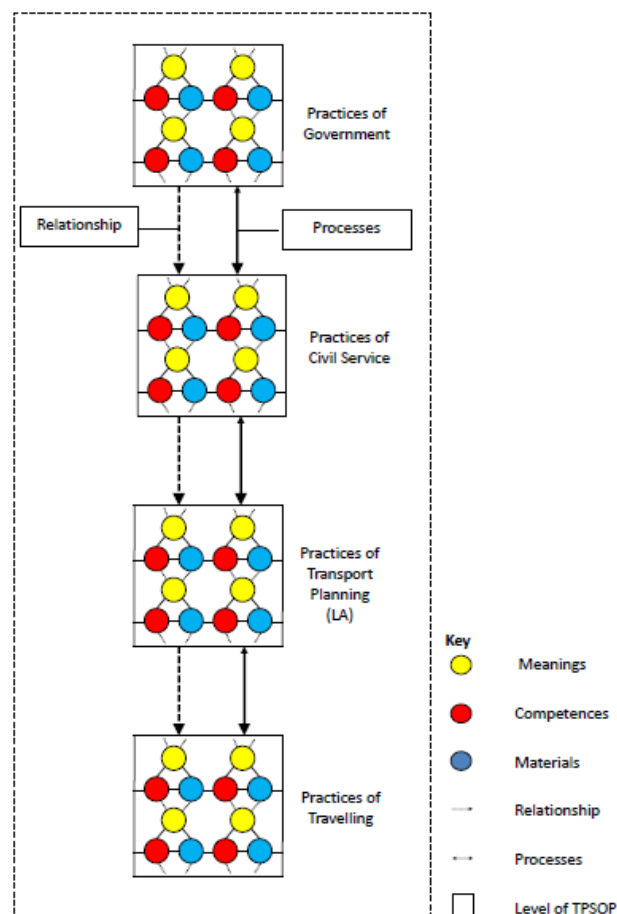 Practices of
Government
Relationship
Processes
Practices of
Civil Service
Practices of
Transport
Planning
(LA)
Practices of
Travelling
Key
Meanings
Competences
Materials
Relationship
Processes
Level of TPSOP